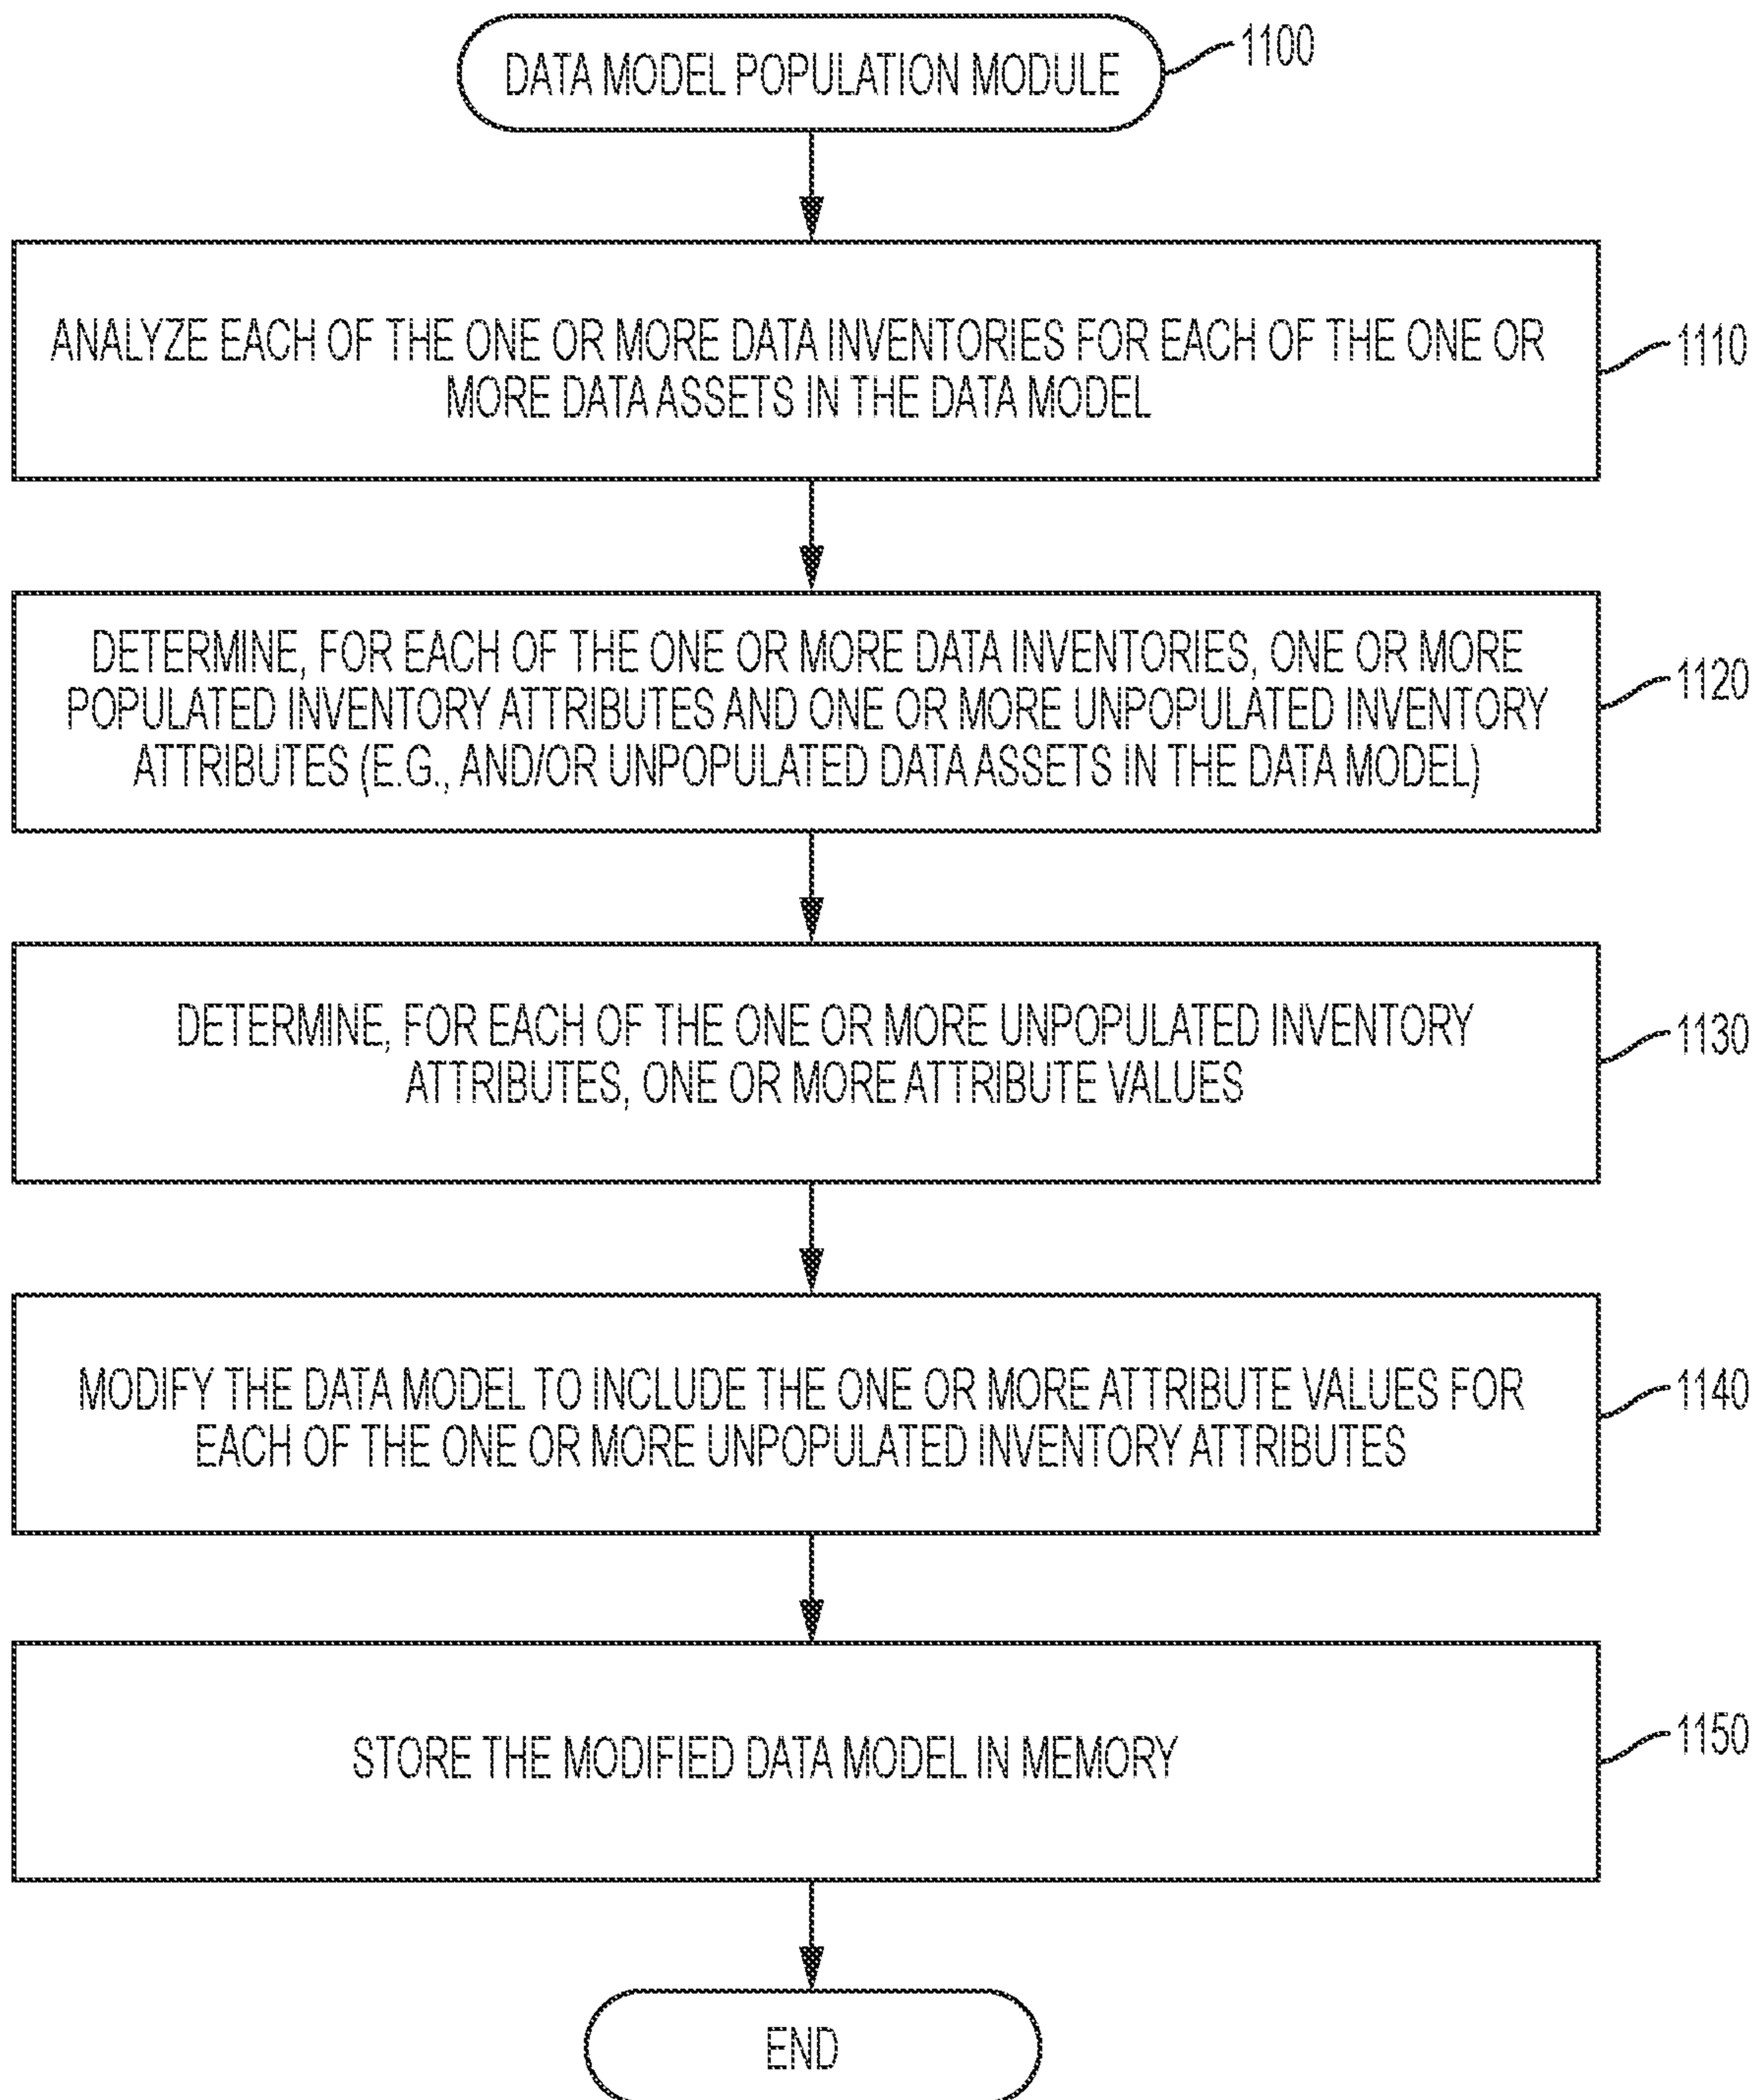 DATA MODEL POPULATION MODULE
1100
ANALYZE EACH OF THE ONE OR MORE DATA INVENTORIES FOR EACH OF THE ONE OR
MORE DATA ASSETS IN THE DATA MODEL
1110
DETERMINE, FOR EACH OF THE ONE OR MORE DATA INVENTORIES, ONE OR MORE
POPULATED INVENTORY ATTRIBUTES AND ONE OR MORE UNPOPULATED INVENTORY
ATTRIBUTES (E.G., AND/OR UNPOPULATED DATA ASSETS IN THE DATA MODEL)
1120
DETERMINE, FOR EACH OF THE ONE OR MORE UNPOPULATED INVENTORY
ATTRIBUTES, ONE OR MORE ATTRIBUTE VALUES
1130
MODIFY THE DATA MODEL TO INCLUDE THE ONE OR MORE ATTRIBUTE VALUES FOR
EACH OF THE ONE OR MORE UNPOPULATED INVENTORY ATTRIBUTES
1140
STORE THE MODIFIED DATA MODEL IN MEMORY
1150
END